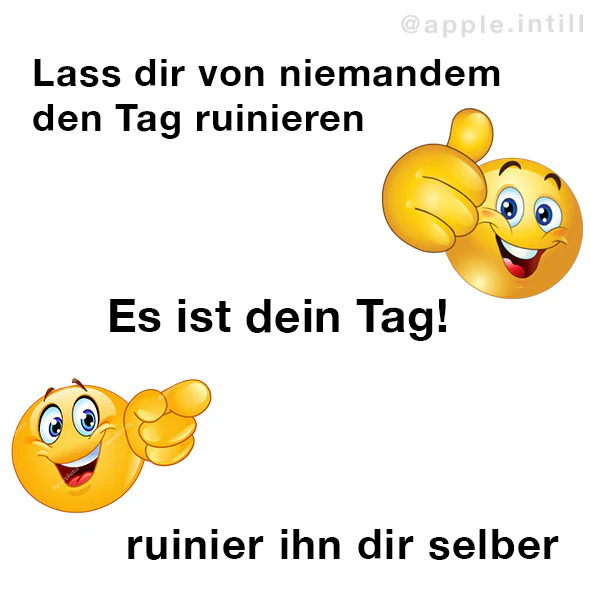 @apple.intill
Lass dir von niemandem
den Tag ruinieren
Es ist dein Tag!
ruinier ihn dir selber